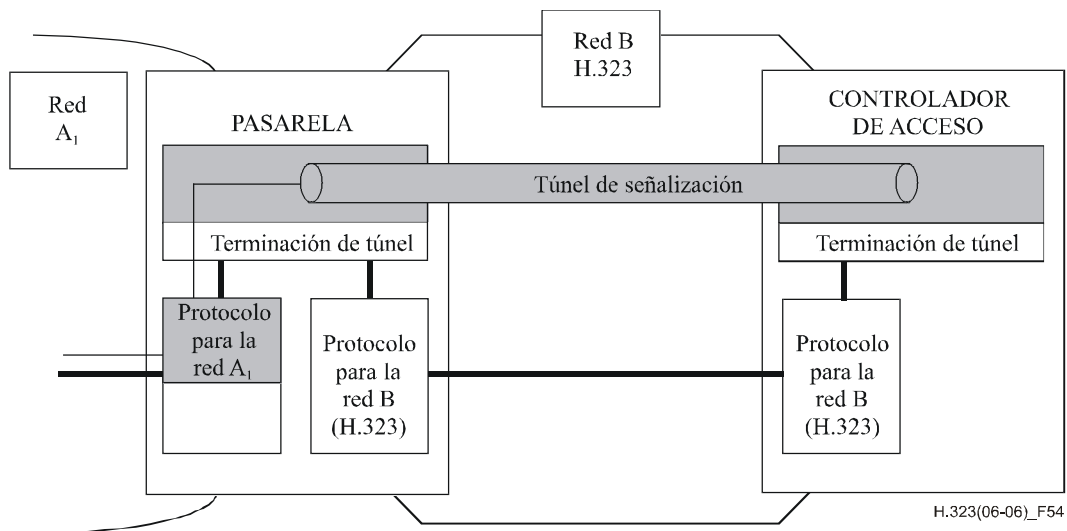 Red
A₁
PASARELA
Red B
H.323
CONTROLADOR
DE ACCESO
Túnel de señalización
Terminación de túnel
Terminación de túnel
Protocolo
para la
red A₁
Protocolo
para la
red B
(H.323)
Protocolo
para la
red B
(H.323)
H.323(06-06)_F54